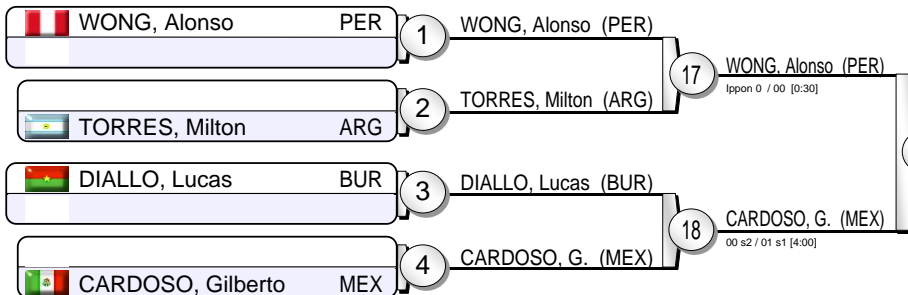 WONG, Alonso PER
1
WONG, Alonso (PER)
17
WONG, Alonso (PER)
Ippon 0 / 00 [0:30]
2
TORRES, Milton (ARG)
TORRES, Milton ARG
DIALLO, Lucas BUR
3
DIALLO, Lucas (BUR)
18
CARDOSO, G. (MEX)
00 s2 / 01 s1 [4:00]
4
CARDOSO, G. (MEX)
CARDOSO, Gilberto MEX